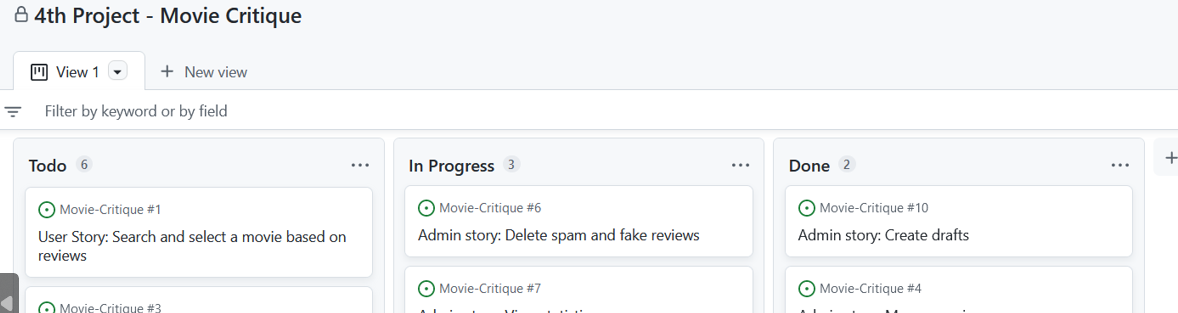 4th Project - Movie Critique
View 1
New view
Filter by keyword or by field
Todo 6
Movie-Critique #1
User Story: Search and select a movie based on
reviews
Movie-Critique #3
In Progress 3
Movie-Critique #6
Admin story: Delete spam and fake reviews
Movie-Critique #7
Done 2
Movie-Critique #10
Admin story: Create drafts
Movie-Critique #4